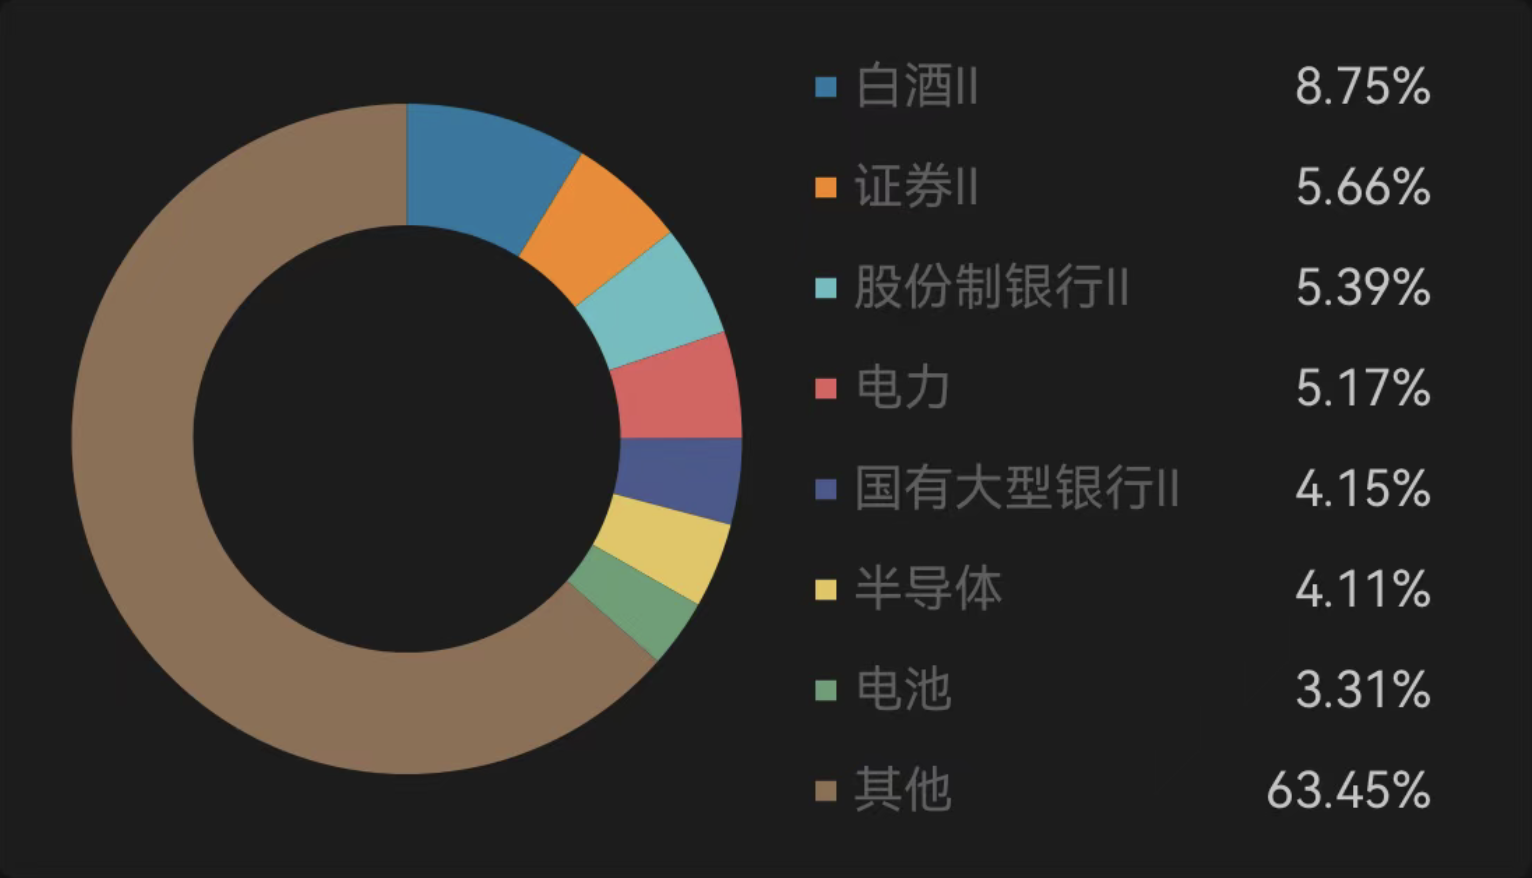 白酒II 8.75%
证券II 5.66%
股份制银行II 5.39%
电力 5.17%
国有大型银行II 4.15%
半导体 4.11%
电池 3.31%
其他 63.45%